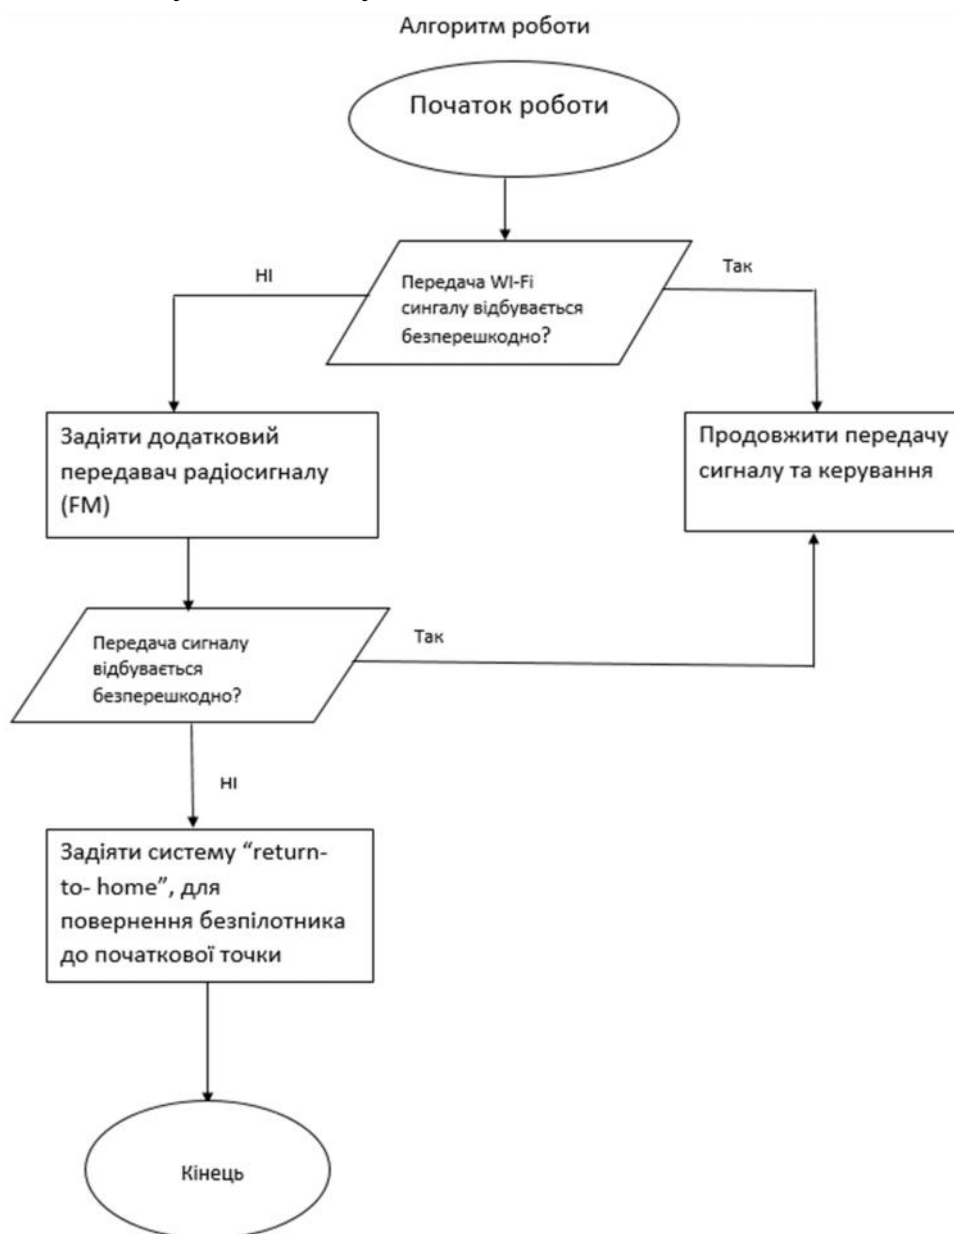 Алгоритм роботи
Початок роботи
НІ
Так
Передача WI-Fi
сингалу відбувається
безперешкодно?
Задіяти додатковий
передавач радіосигналу
(FM)
Продовжити передачу
сигналу та керування
Передача сигналу
відбувається
безперешкодно?
Так
НІ
Задіяти систему “return-
to- home”, для
повернення безпілотника
до початкової точки
Кінець